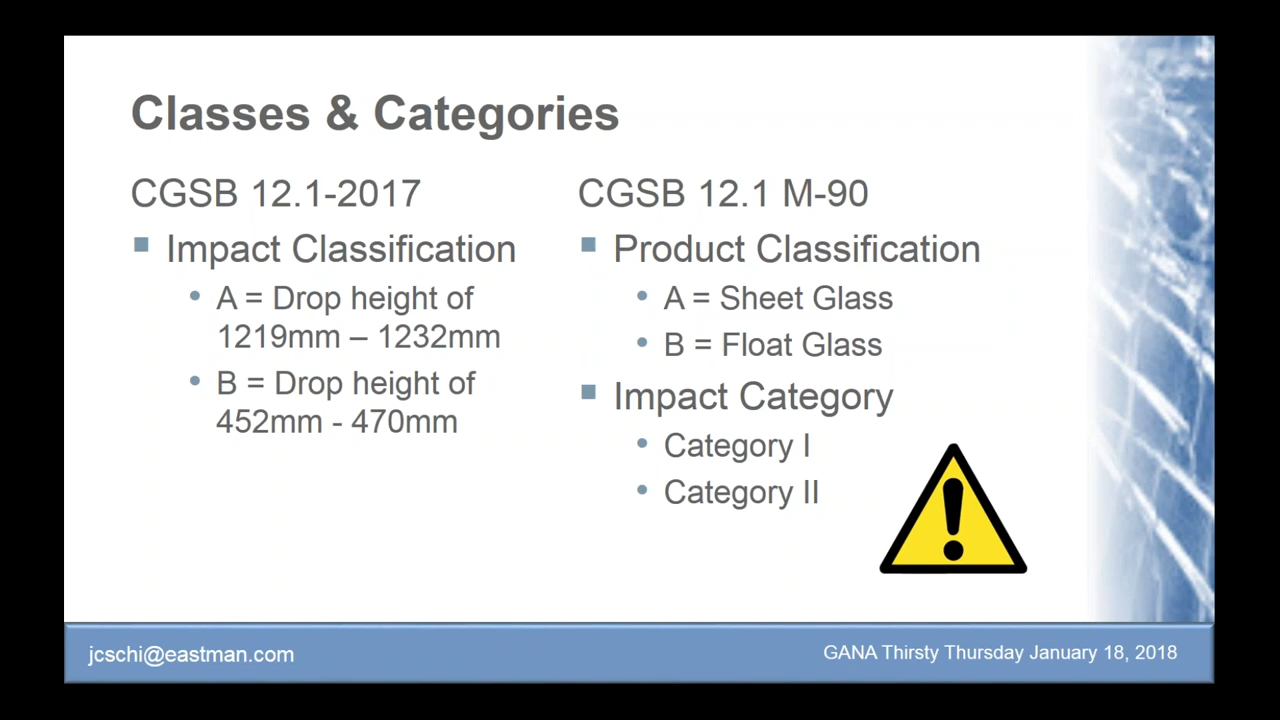 Classes & Categories
CGSB 12.1-2017
Impact Classification
A = Drop height of
1219mm – 1232mm
B = Drop height of
452mm - 470mm
CGSB 12.1 M-90
Product Classification
A = Sheet Glass
B = Float Glass
Impact Category
Category I
Category II
jcschi@eastman.com
GANA Thirsty Thursday January 18, 2018